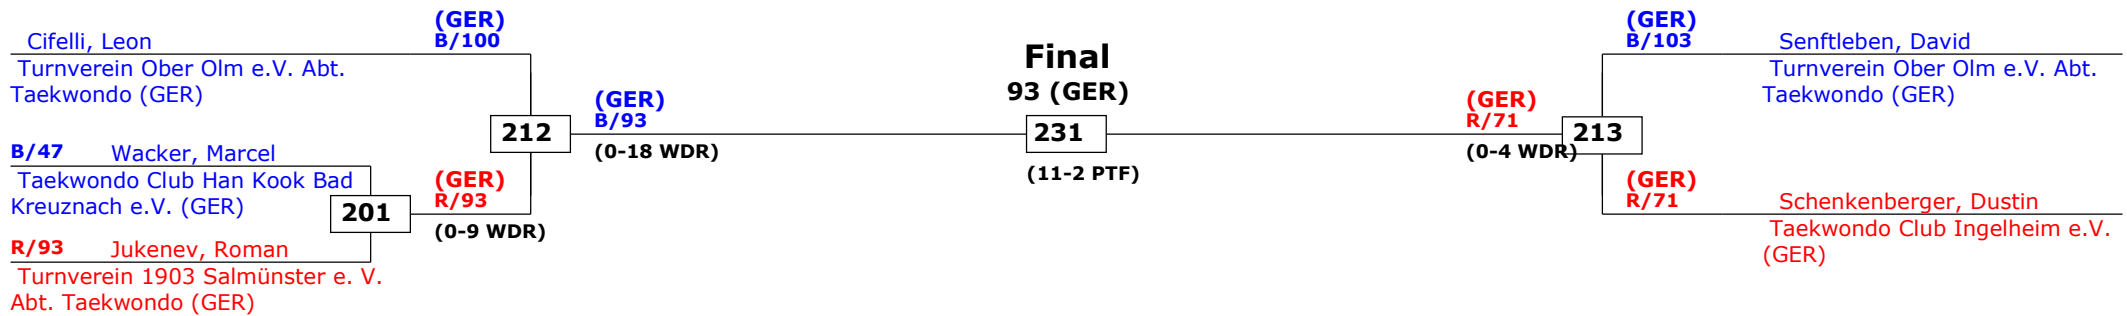 (GER)
B/100
Cifelli, Leon
Turnverein Ober Olm e.V. Abt.
Taekwondo (GER)
B/47 Wacker, Marcel
Taekwondo Club Han Kook Bad
Kreuznach e.V. (GER)
R/93 Jukenev, Roman
Turnverein 1903 Salmünster e. V.
Abt. Taekwondo (GER)
201
(GER)
R/93
(0-9 WDR)
212
(GER)
B/93
(0-18 WDR)
Final
93 (GER)
231
(11-2 PTF)
(GER)
R/71
(0-4 WDR)
213
(GER)
B/103
Senftleben, David
Turnverein Ober Olm e.V. Abt.
Taekwondo (GER)
(GER)
R/71
Schenkenberger, Dustin
Taekwondo Club Ingelheim e.V.
(GER)